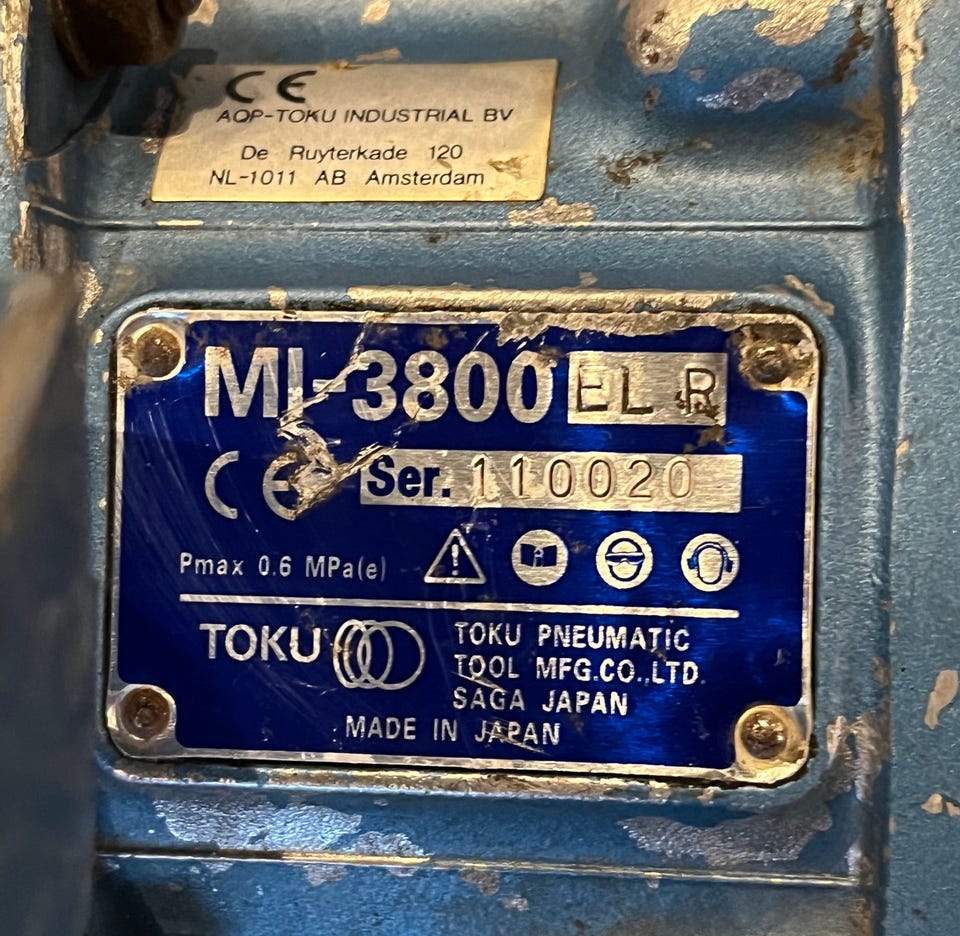 CE
AQP-TOKU INDUSTRIAL BV
De Ruyterkade 120
NL-1011 AB Amsterdam
MI-3800 EL R
CE Ser. 110020
Pmax 0.6 MPa(e)
TOKU TOKU PNEUMATIC
TOOL MFG.CO.,LTD.
SAGA JAPAN
MADE IN JAPAN